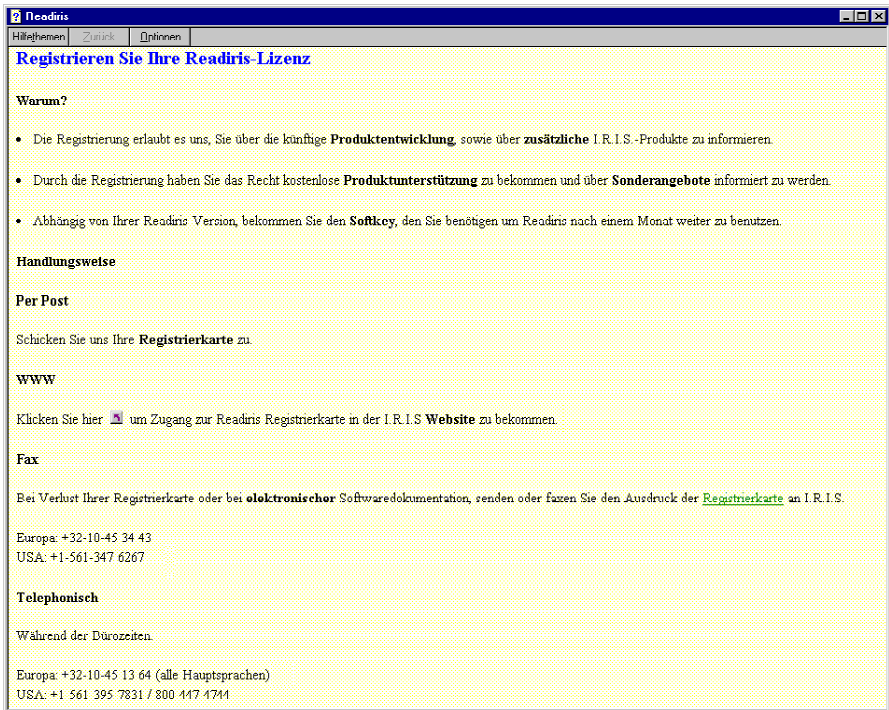 Readiris
Hilfethemen Zurück Optionen
Registrieren Sie Ihre Readiris-Lizenz
Warum?
• Die Registrierung erlaubt es uns, Sie über die künftige Produktentwicklung, sowie über zusätzliche I.R.I.S.-Produkte zu informieren.
• Durch die Registrierung haben Sie das Recht kostenlose Produktunterstützung zu bekommen und über Sonderangebote informiert zu werden.
• Abhängig von Ihrer Readiris Version, bekommen Sie den Softkey, den Sie benötigen um Readiris nach einem Monat weiter zu benutzen.
Handlungsweise
Per Post
Schicken Sie uns Ihre Registrierkarte zu.
WWW
Klicken Sie hier um Zugang zur Readiris Registrierkarte in der I.R.I.S Website zu bekommen.
Fax
Bei Verlust Ihrer Registrierkarte oder bei elektronischer Softwaredokumentation, senden oder faxen Sie den Ausdruck der Registrierkarte an I.R.I.S.
Europa: +32-10-45 34 43
USA: +1-561-347 6267
Telephonisch
Während der Bürozeiten.
Europa: +32-10-45 13 64 (alle Hauptsprachen)
USA: +1 561 395 7831 / 800 447 4744